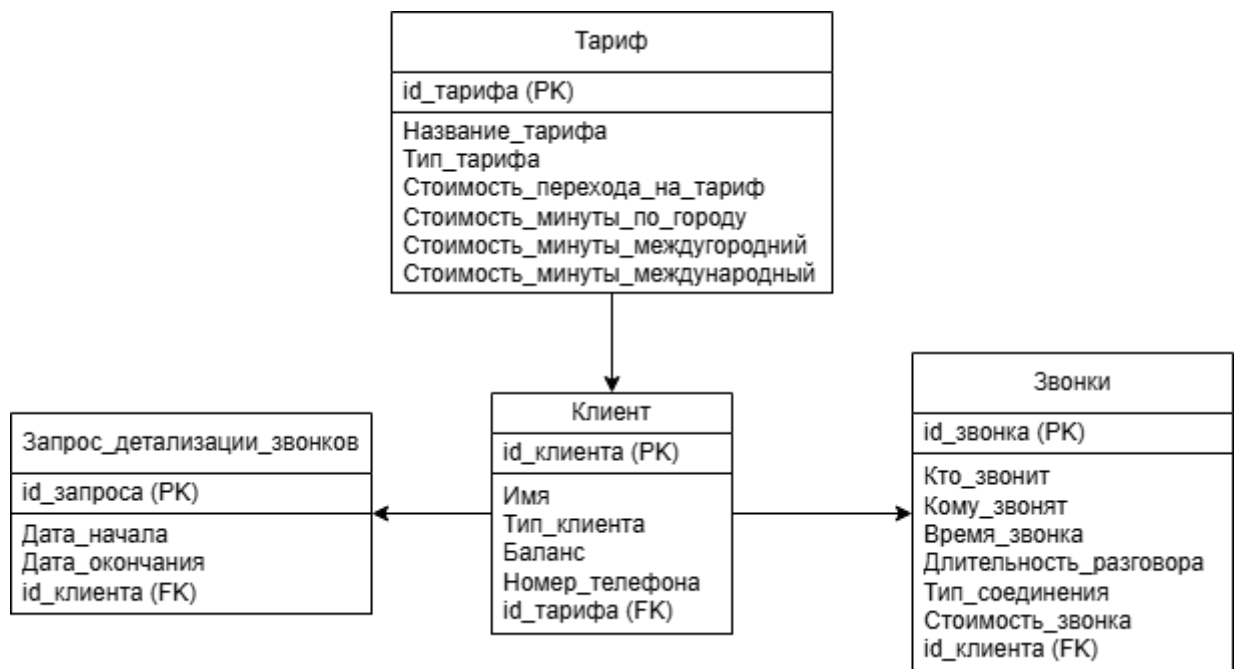 Тариф
id_тарифа (PK)
Название_тарифа
Тип_тарифа
Стоимость_перехода_на_тариф
Стоимость_минуты_по_городу
Стоимость_минуты_междугородний
Стоимость_минуты_международный
Запрос_детализации_звонков
id_запроса (PK)
Дата_начала
Дата_окончания
id_клиента (FK)
Клиент
id_клиента (PK)
Имя
Тип_клиента
Баланс
Номер_телефона
id_тарифа (FK)
Звонки
id_звонка (PK)
Кто_звонит
Кому_звонят
Время_звонка
Длительность_разговора
Тип_соединения
Стоимость_звонка
id_клиента (FK)